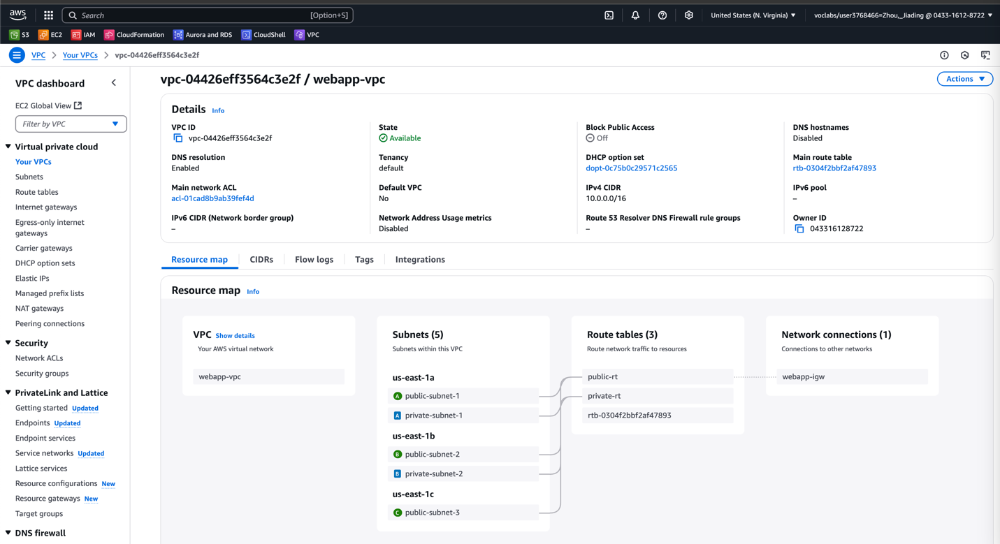 aws
Search [Option+S]
United States (N. Virginia)
voclabs/user3768466=Zhou,_Jiading @ 0433-1612-8722
S3
EC2
IAM
CloudFormation
Aurora and RDS
CloudShell
VPC
VPC > Your VPCs > vpc-04426eff3564c3e2f
VPC dashboard
EC2 Global View
Filter by VPC
Virtual private cloud
Your VPCs
Subnets
Route tables
Internet gateways
Egress-only internet
gateways
Carrier gateways
DHCP option sets
Elastic IPs
Managed prefix lists
NAT gateways
Peering connections
Security
Network ACLs
Security groups
PrivateLink and Lattice
Getting started Updated
Endpoints Updated
Endpoint services
Service networks Updated
Lattice services
Resource configurations New
Resource gateways New
Target groups
DNS firewall
vpc-04426eff3564c3e2f / webapp-vpc
Actions
Details Info
VPC ID
vpc-04426eff3564c3e2f
State
Available
Block Public Access
Off
DNS hostnames
Disabled
DNS resolution
Enabled
Tenancy
default
DHCP option set
dopt-0c75b0c29571c2565
Main route table
rtb-0304f2bbf2af47893
Main network ACL
acl-01cad8b9ab39fef4d
Default VPC
No
IPv4 CIDR
10.0.0.0/16
IPv6 pool
–
IPv6 CIDR (Network border group)
–
Network Address Usage metrics
Disabled
Route 53 Resolver DNS Firewall rule groups
–
Owner ID
043316128722
Resource map
CIDRs
Flow logs
Tags
Integrations
Resource map Info
VPC Show details
Your AWS virtual network
webapp-vpc
Subnets (5)
Subnets within this VPC
us-east-1a
A public-subnet-1
A private-subnet-1
us-east-1b
B public-subnet-2
B private-subnet-2
us-east-1c
C public-subnet-3
Route tables (3)
Route network traffic to resources
public-rt
private-rt
rtb-0304f2bbf2af47893
Network connections (1)
Connections to other networks
webapp-igw